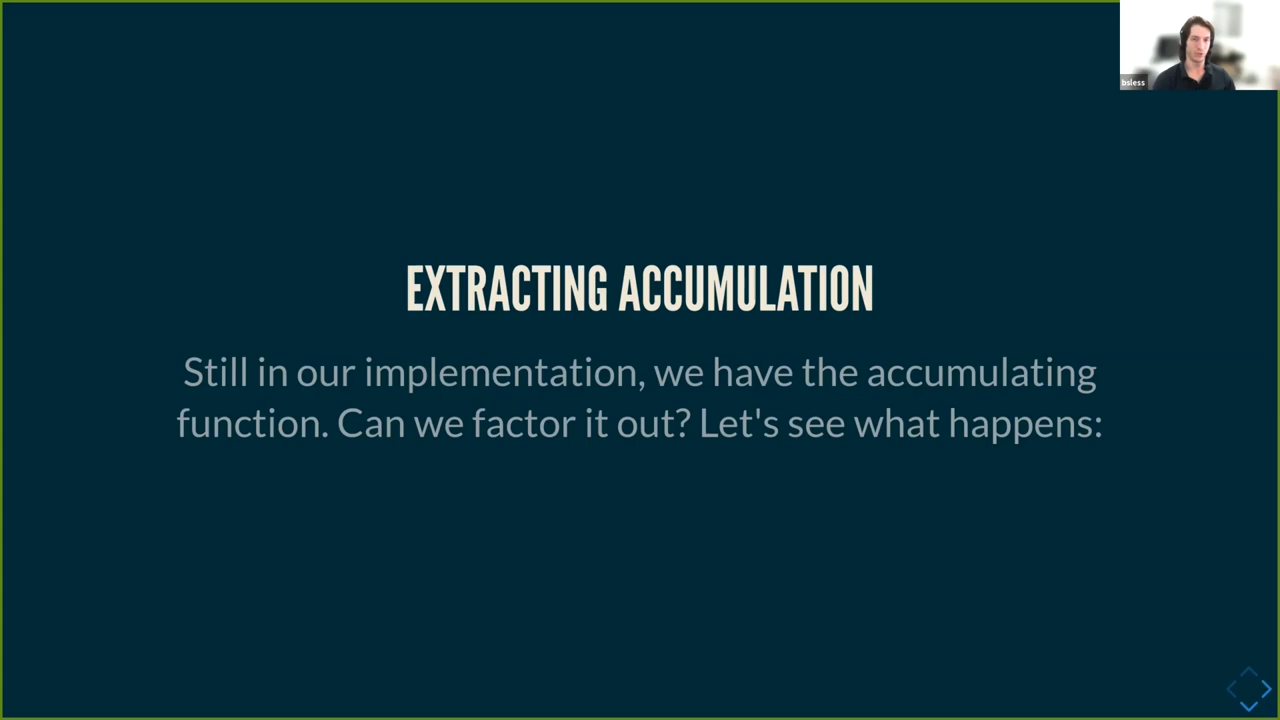 bsless
EXTRACTING ACCUMULATION
Still in our implementation, we have the accumulating
function. Can we factor it out? Let's see what happens: